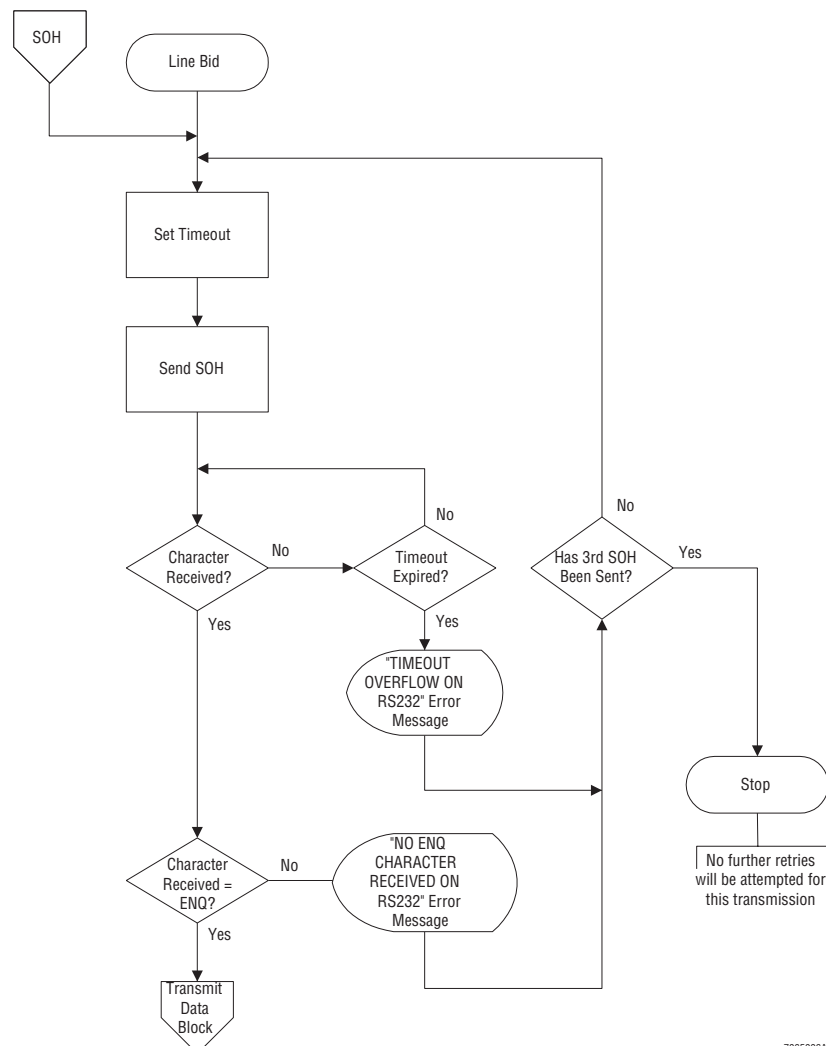 SOH
Line Bid
Set Timeout
Send SOH
No
No
Character
Received?
No
Timeout
Expired?
Has 3rd SOH
Been Sent?
Yes
Yes
Yes
"TIMEOUT
OVERFLOW ON
RS232" Error
Message
Stop
No further retries
will be attempted for
this transmission
Character
Received =
ENQ?
No
"NO ENQ
CHARACTER
RECEIVED ON
RS232" Error
Message
Yes
Transmit
Data
Block